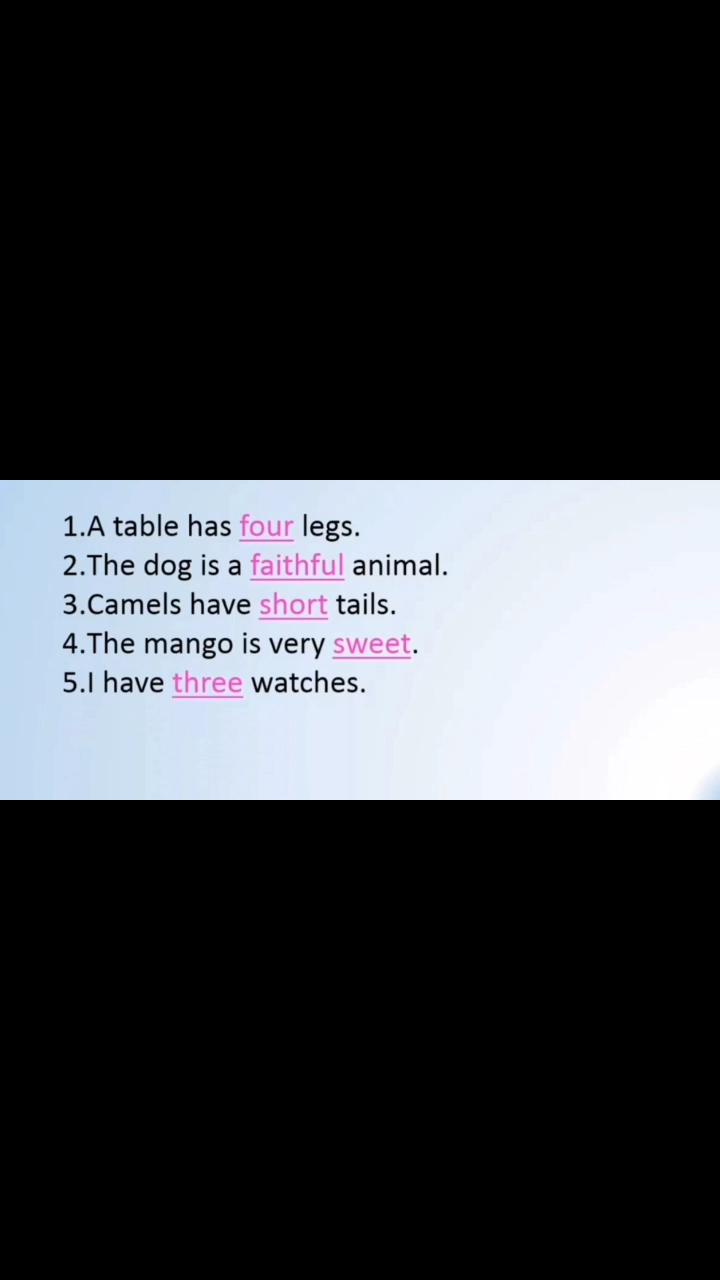 1.A table has four legs.
2.The dog is a faithful animal.
3.Camels have short tails.
4.The mango is very sweet.
5.I have three watches.